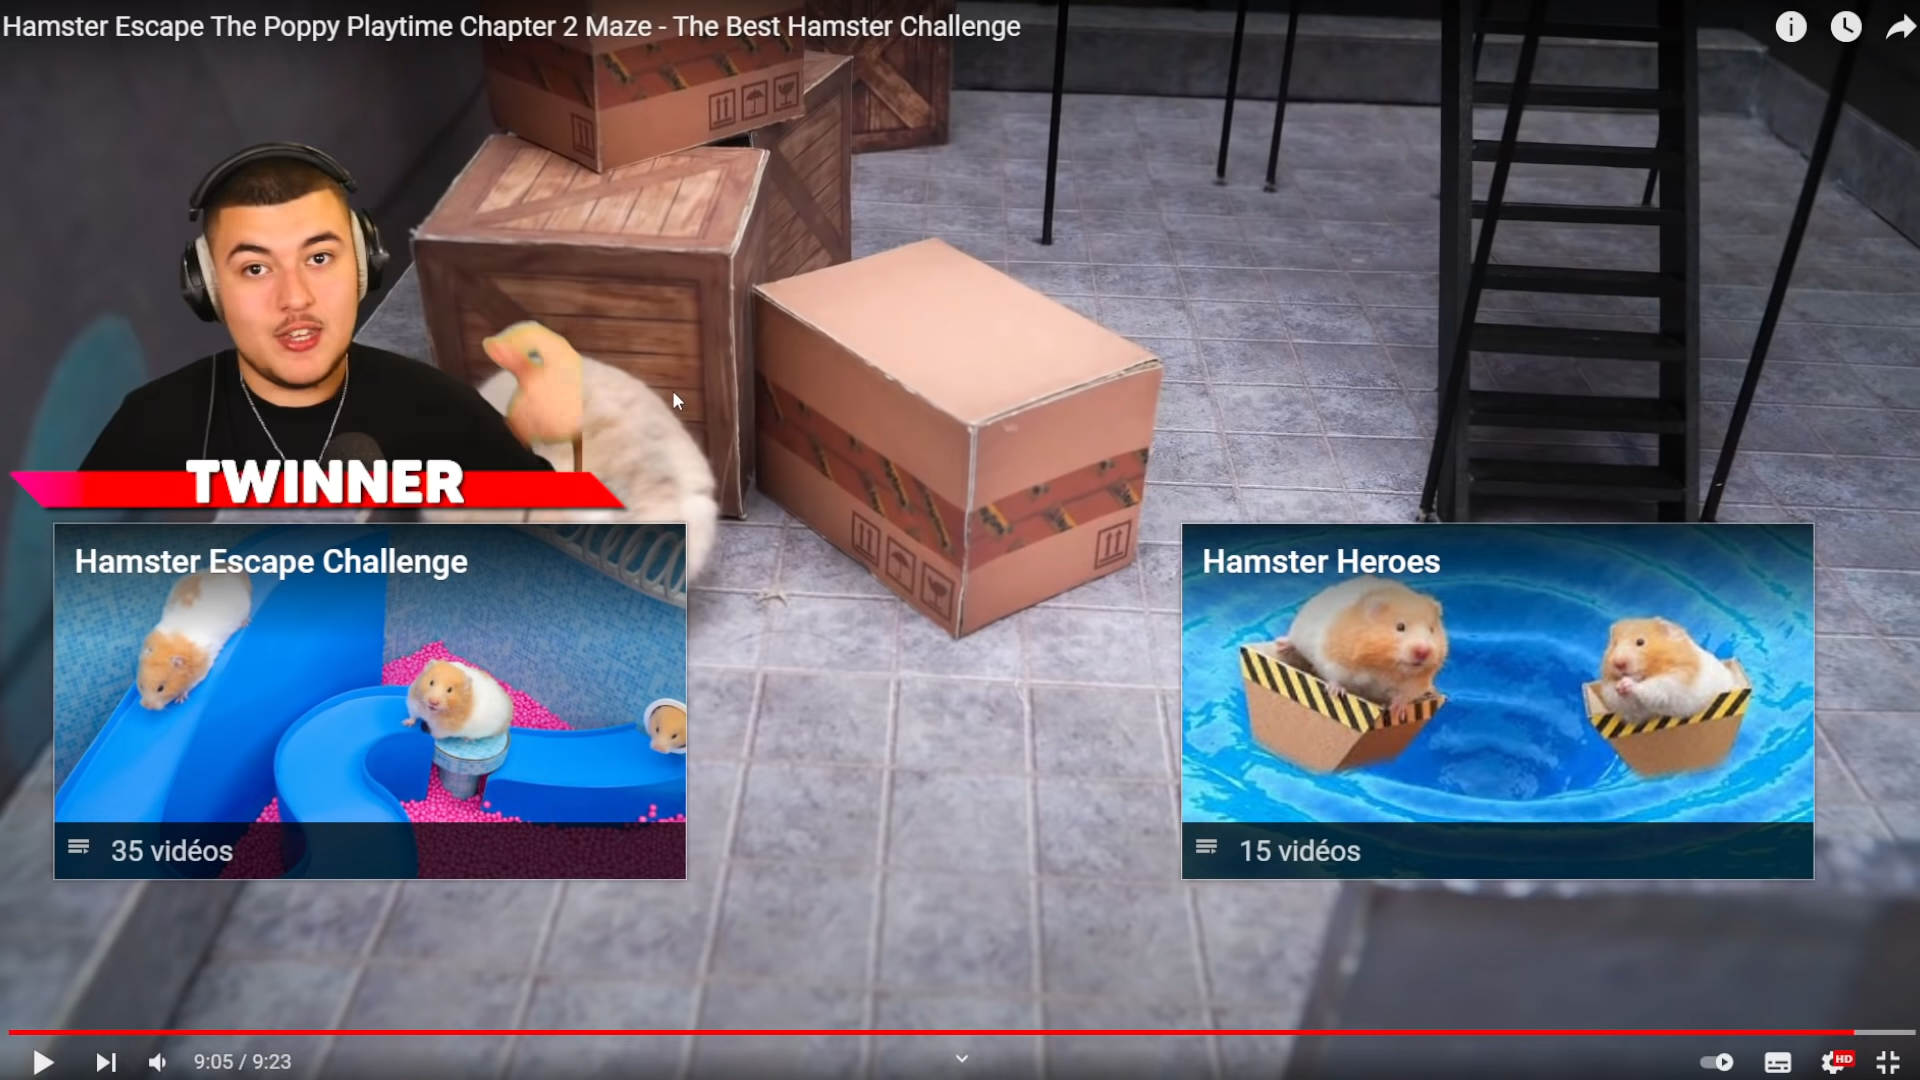 Hamster Escape The Poppy Playtime Chapter 2 Maze - The Best Hamster Challenge
TWINNER
Hamster Escape Challenge
35 vidéos
Hamster Heroes
15 vidéos
9:05 / 9:23
HD